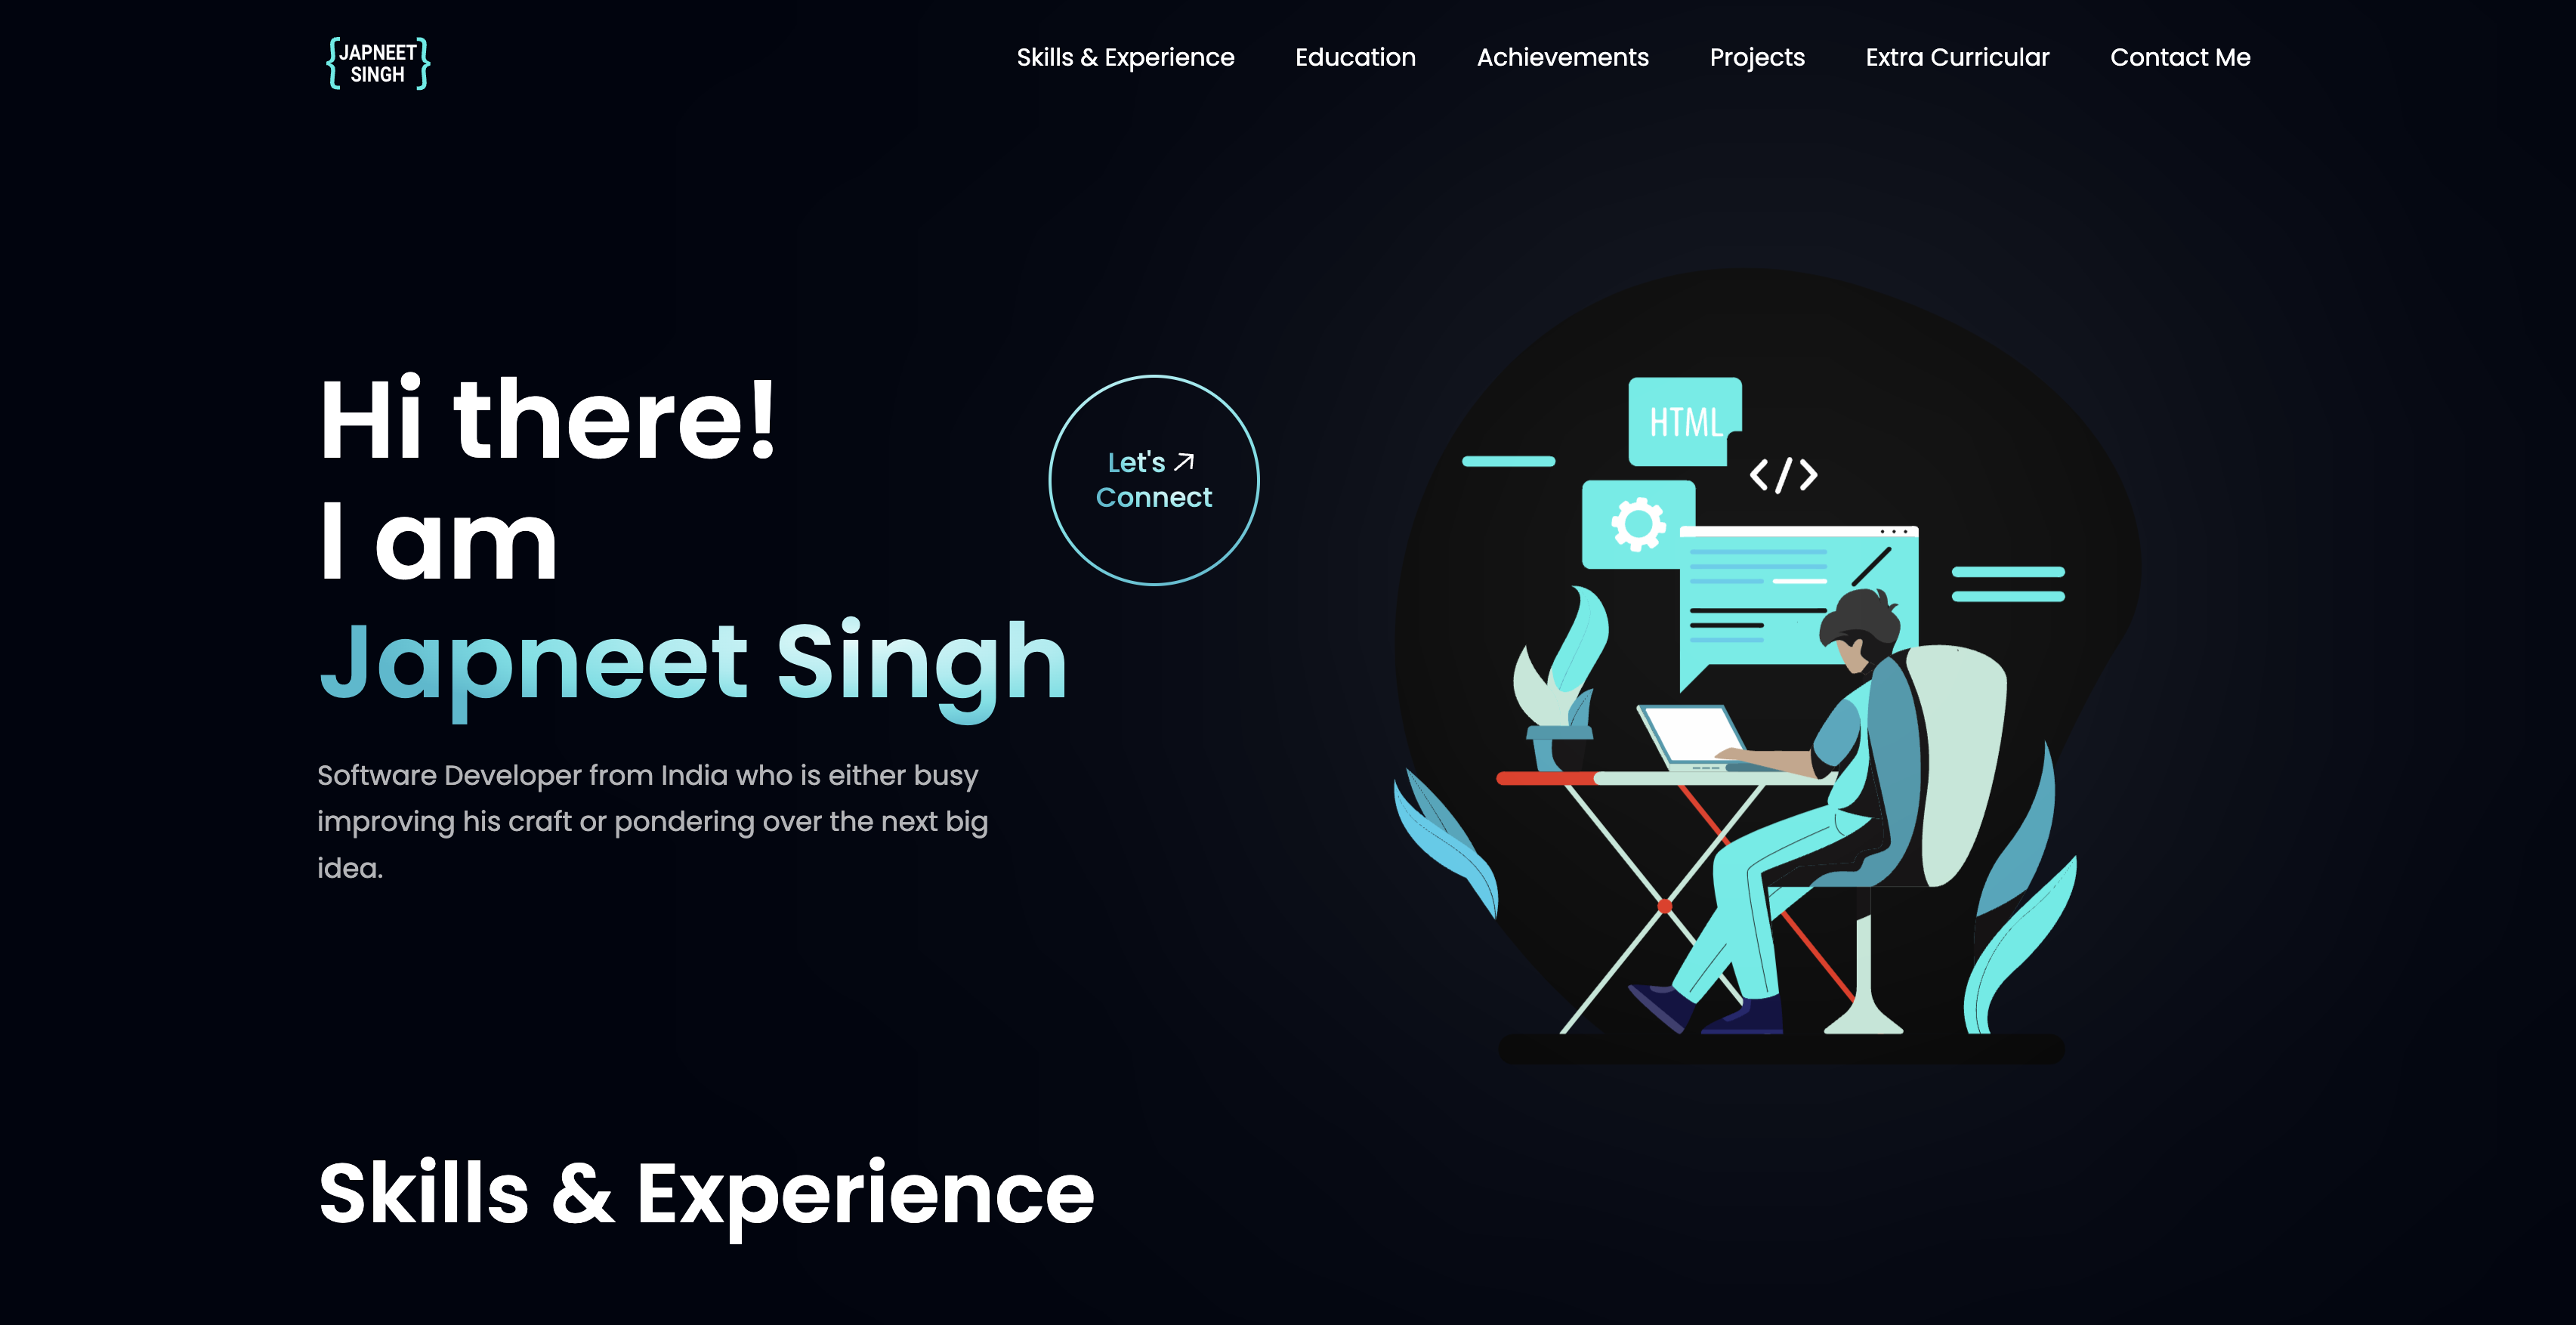 {JAPNEET
SINGH}
Skills & Experience
Education
Achievements
Projects
Extra Curricular
Contact Me
Hi there!
I am
Japneet Singh
Let's
Connect
Software Developer from India who is either busy
improving his craft or pondering over the next big
idea.
HTML
</>
Skills & Experience